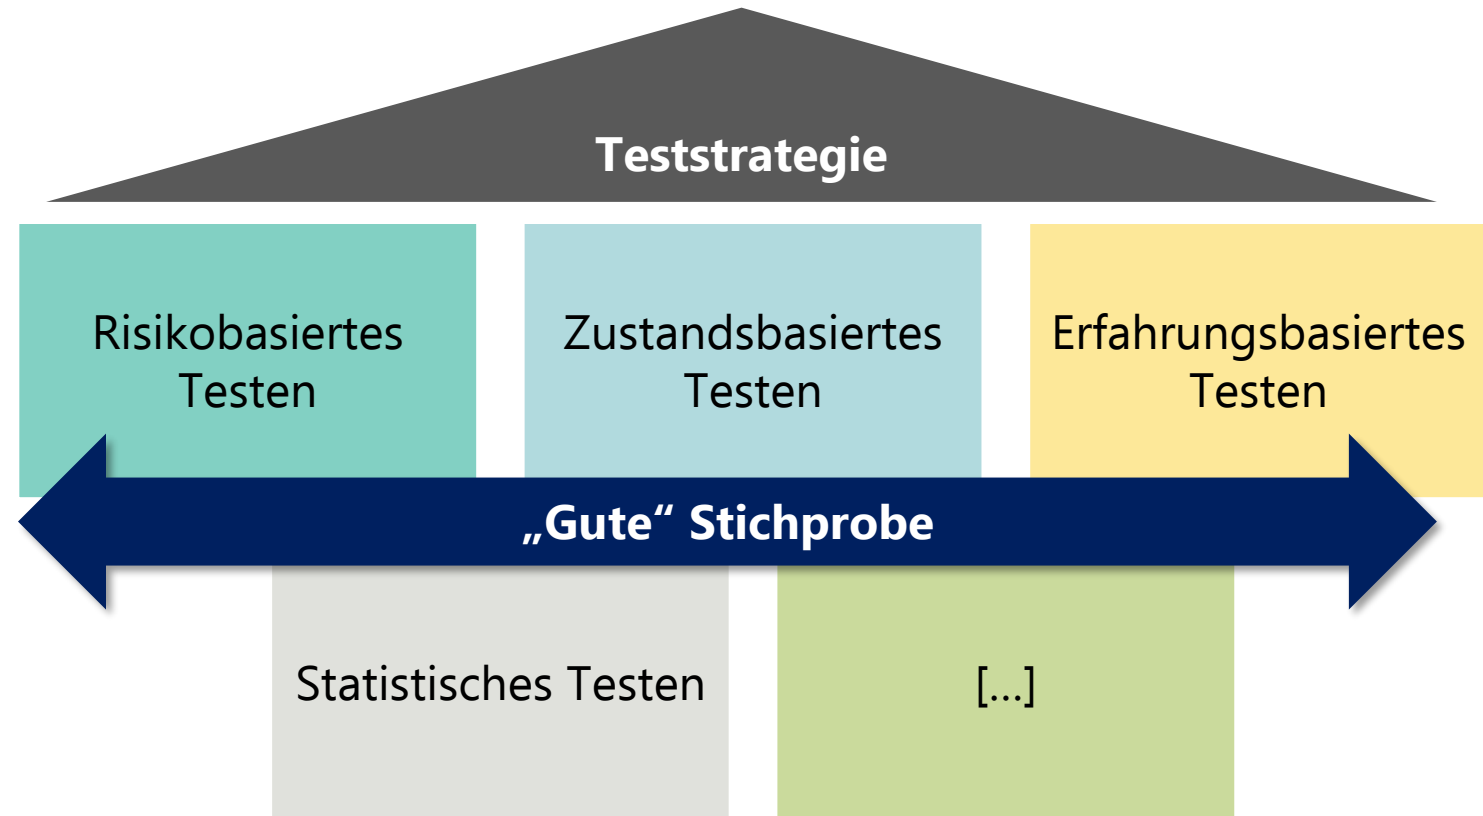 Teststrategie
Risikobasiertes
Testen
Zustandsbasiertes
Testen
Erfahrungsbasiertes
Testen
„Gute“ Stichprobe
Statistisches Testen
[…]